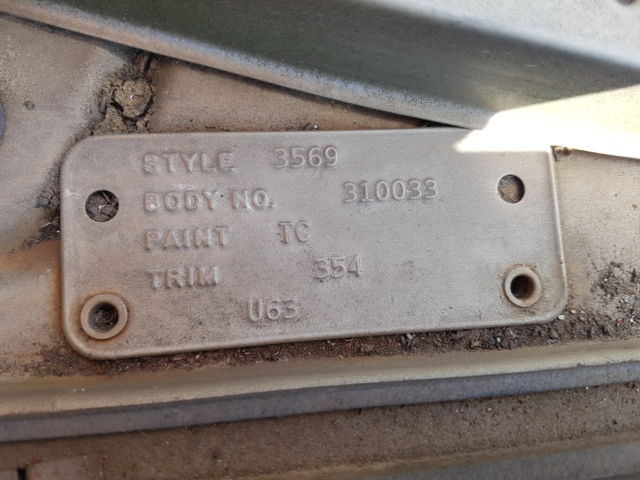 STYLE 3569
BODY NO. 310033
PAINT TC
TRIM 354
U63